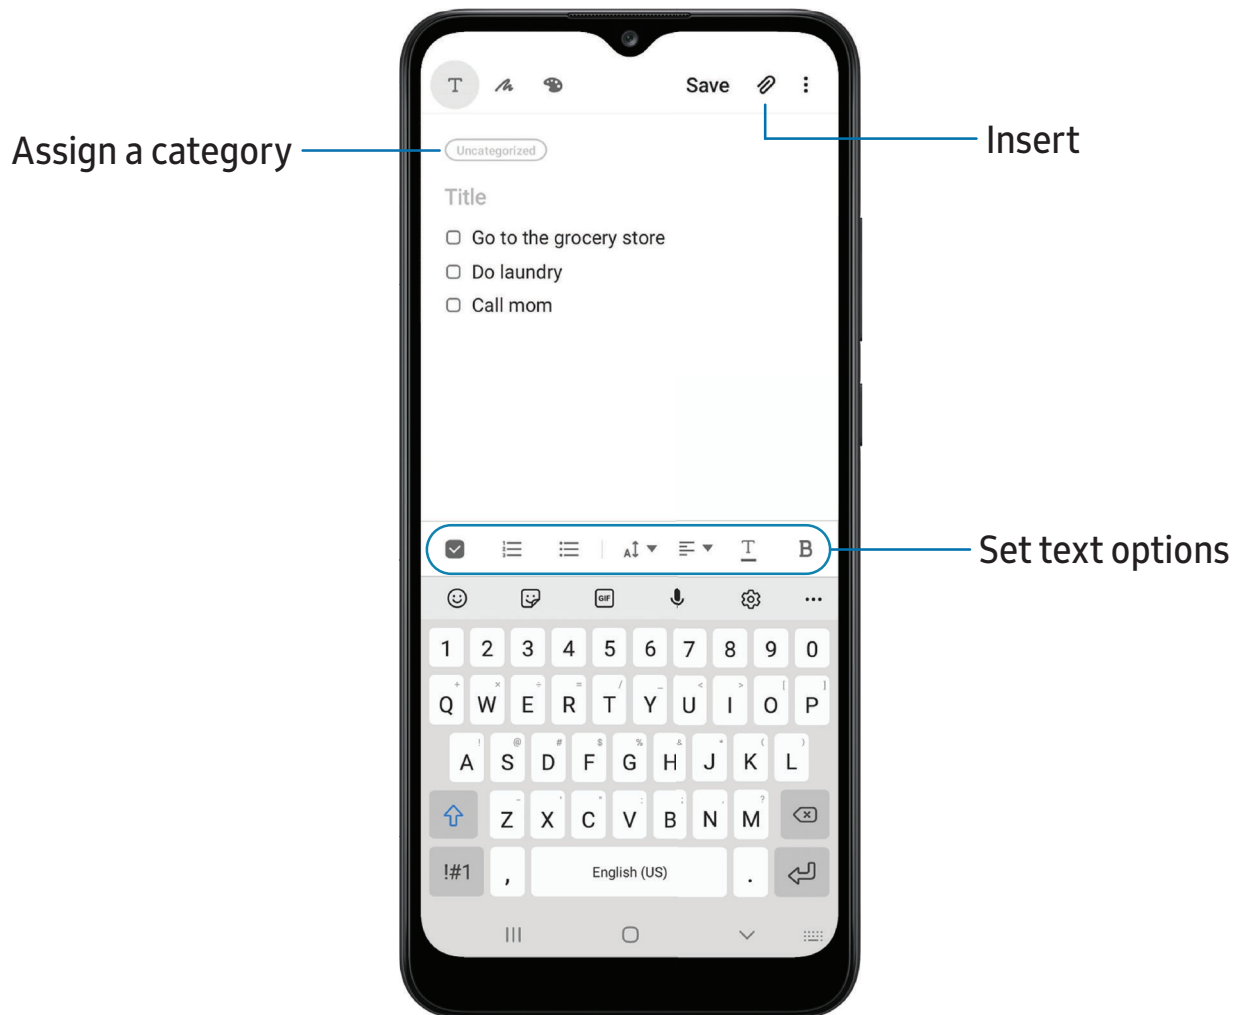 T Save
Assign a category
Insert
Uncategorized
Title
Go to the grocery store
Do laundry
Call mom
Set text options
A T B
GIF
1 2 3 4 5 6 7 8 9 0
+ × ÷ = / _ < > [ ]
Q W E R T Y U I O P
! @ # $ % & * ( )
A S D F G H J K L
- ' " : ; , ?
Z X C V B N M
!#1 , English (US) .